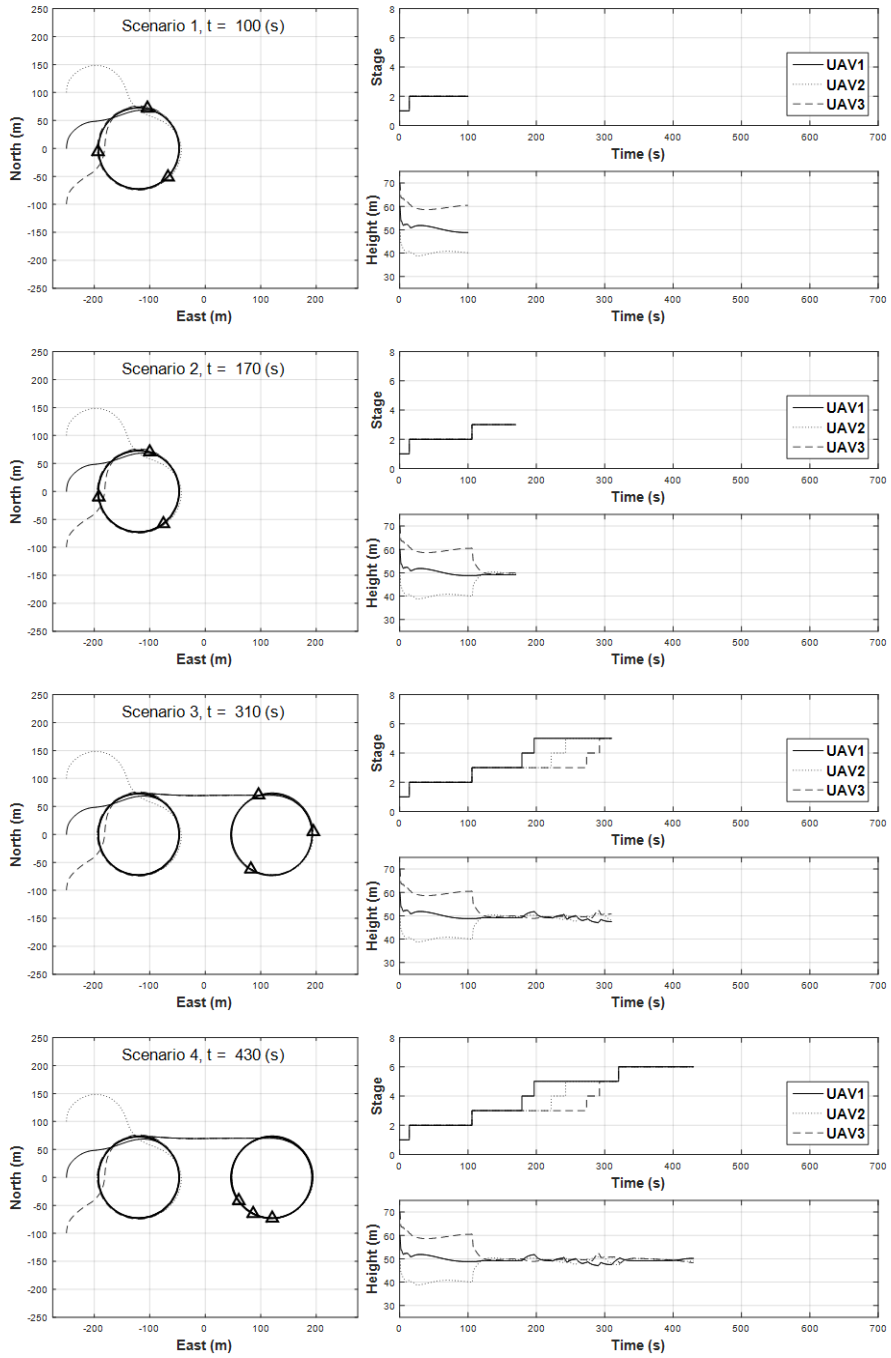 Scenario 1, t = 100 (s)
250
200
150
100
50
0
-50
-100
-150
-200
-250
North (m)
-200 -100 0 100 200
East (m)
8
6
4
2
0
Stage
UAV1
UAV2
UAV3
0 100 200 300 400 500 600 700
Time (s)
70
60
50
40
30
Height (m)
0 100 200 300 400 500 600 700
Time (s)
Scenario 2, t = 170 (s)
250
200
150
100
50
0
-50
-100
-150
-200
-250
North (m)
-200 -100 0 100 200
East (m)
8
6
4
2
0
Stage
UAV1
UAV2
UAV3
0 100 200 300 400 500 600 700
Time (s)
70
60
50
40
30
Height (m)
0 100 200 300 400 500 600 700
Time (s)
Scenario 3, t = 310 (s)
250
200
150
100
50
0
-50
-100
-150
-200
-250
North (m)
-200 -100 0 100 200
East (m)
8
6
4
2
0
Stage
UAV1
UAV2
UAV3
0 100 200 300 400 500 600 700
Time (s)
70
60
50
40
30
Height (m)
0 100 200 300 400 500 600 700
Time (s)
Scenario 4, t = 430 (s)
250
200
150
100
50
0
-50
-100
-150
-200
-250
North (m)
-200 -100 0 100 200
East (m)
8
6
4
2
0
Stage
UAV1
UAV2
UAV3
0 100 200 300 400 500 600 700
Time (s)
70
60
50
40
30
Height (m)
0 100 200 300 400 500 600 700
Time (s)